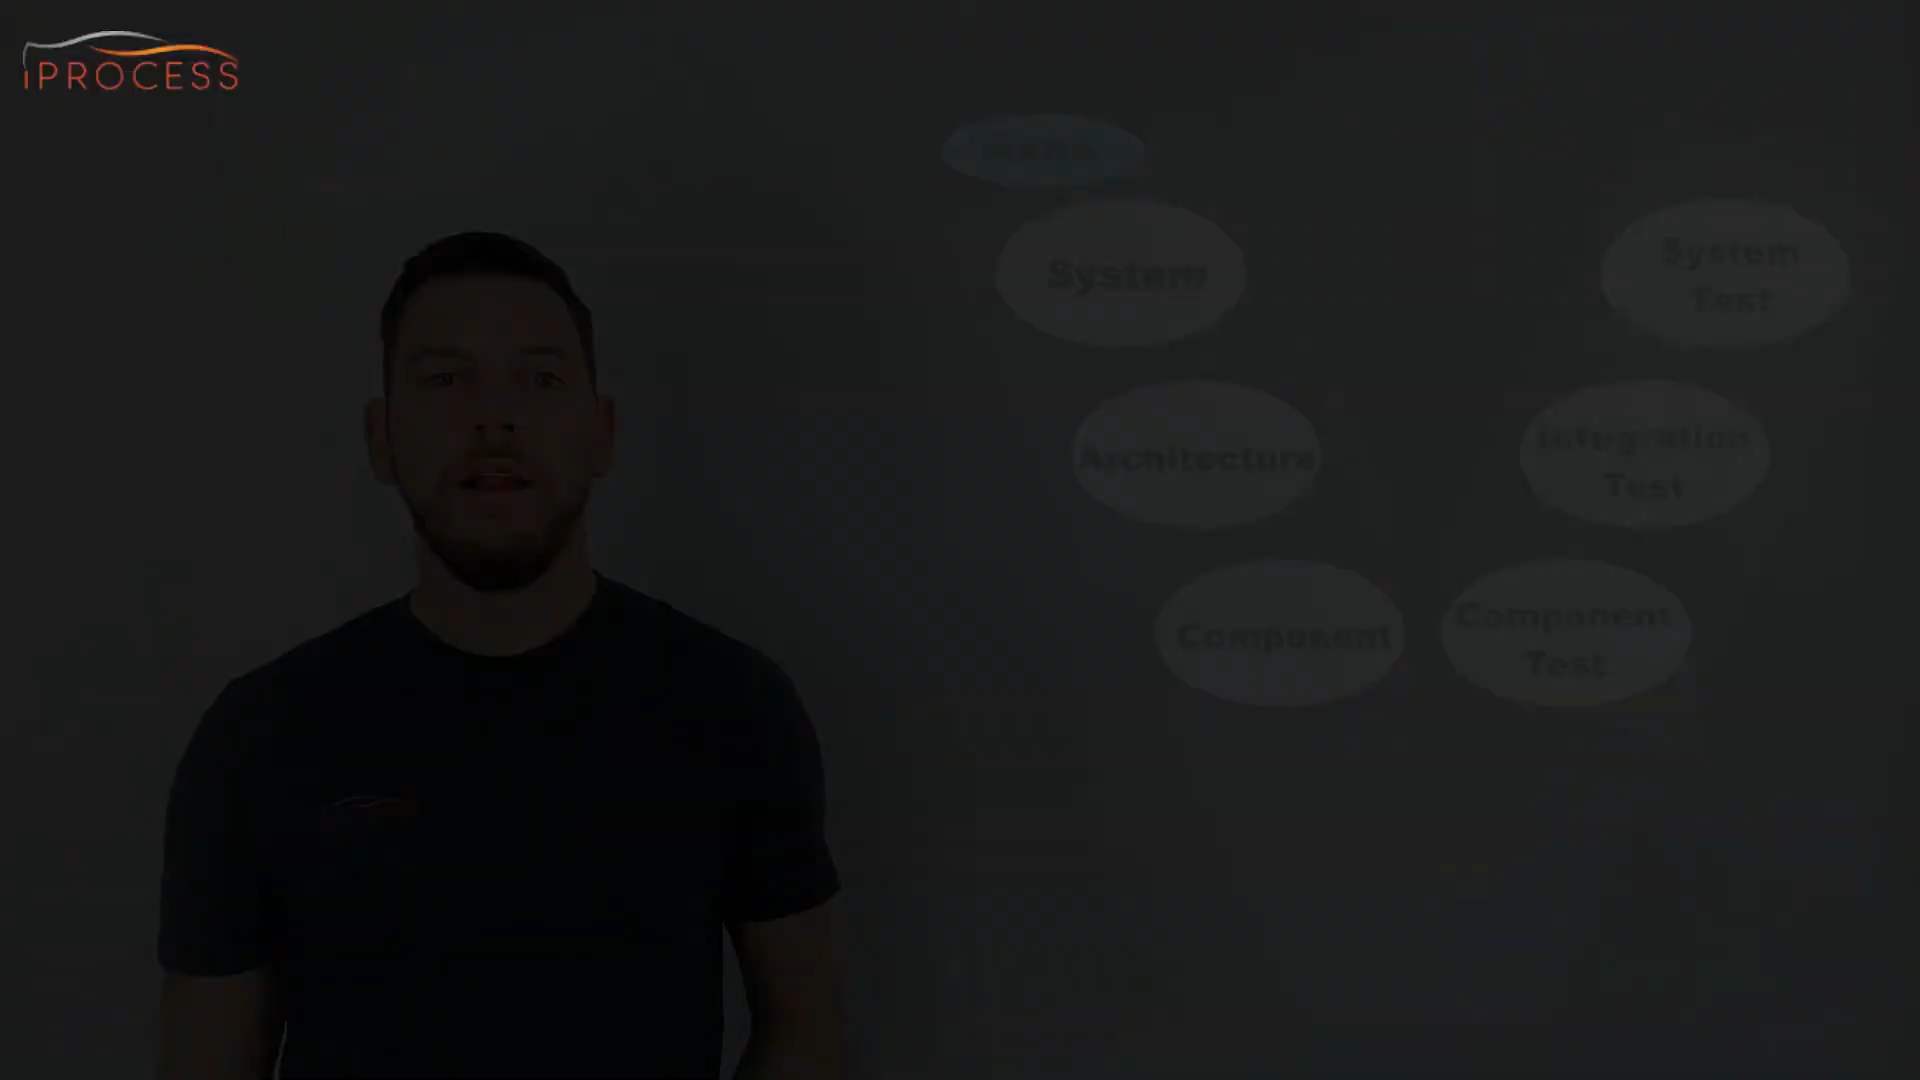 iPROCESS
System
System
Test
Architecture
Integration
Test
Component
Component
Test